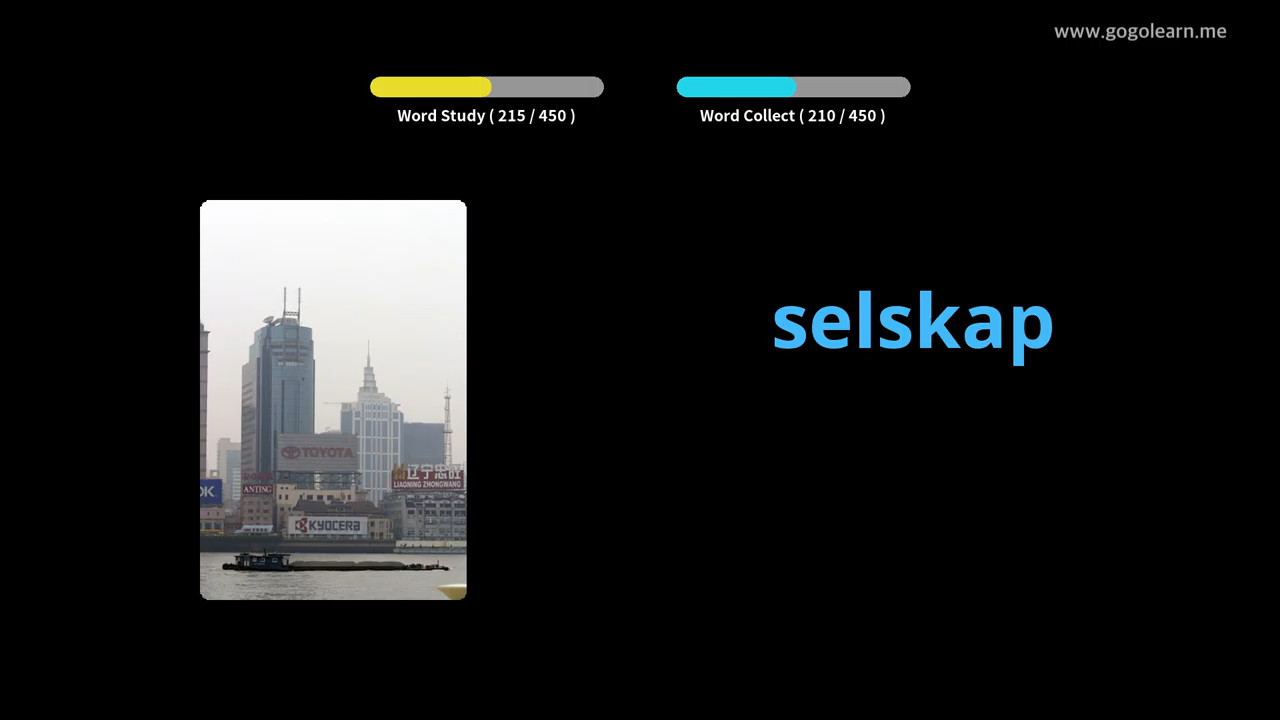 www.gogolearn.me
Word Study ( 215 / 450 )
Word Collect ( 210 / 450 )
selskap
TOYOTA
辽宁忠旺
LIAONING ZHONGWANG
OK
ANTING
KYOCERA